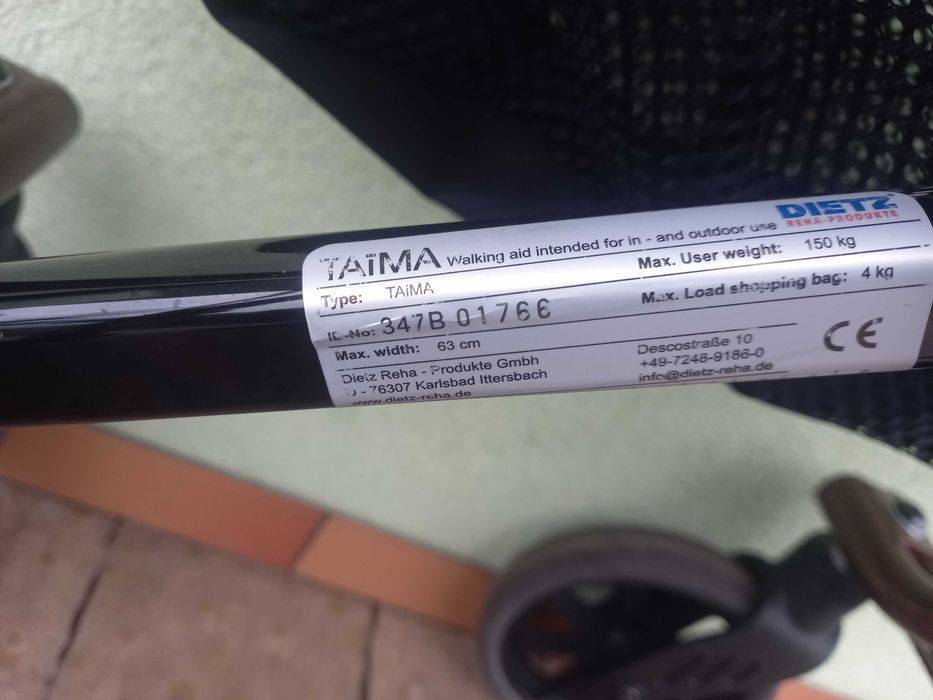 DIETZ
REHA-PRODUKTE
TAiMA Walking aid intended for in - and outdoor use
Type: TAiMA
Max. User weight: 150 kg
ID.-No: 347B 01766
Max. Load shopping bag: 4 kg
Max. width: 63 cm
Dietz Reha - Produkte Gmbh
D - 76307 Karlsbad Ittersbach
www.dietz-reha.de
Descostraße 10
+49-7248-9186-0
info@dietz-reha.de
CE